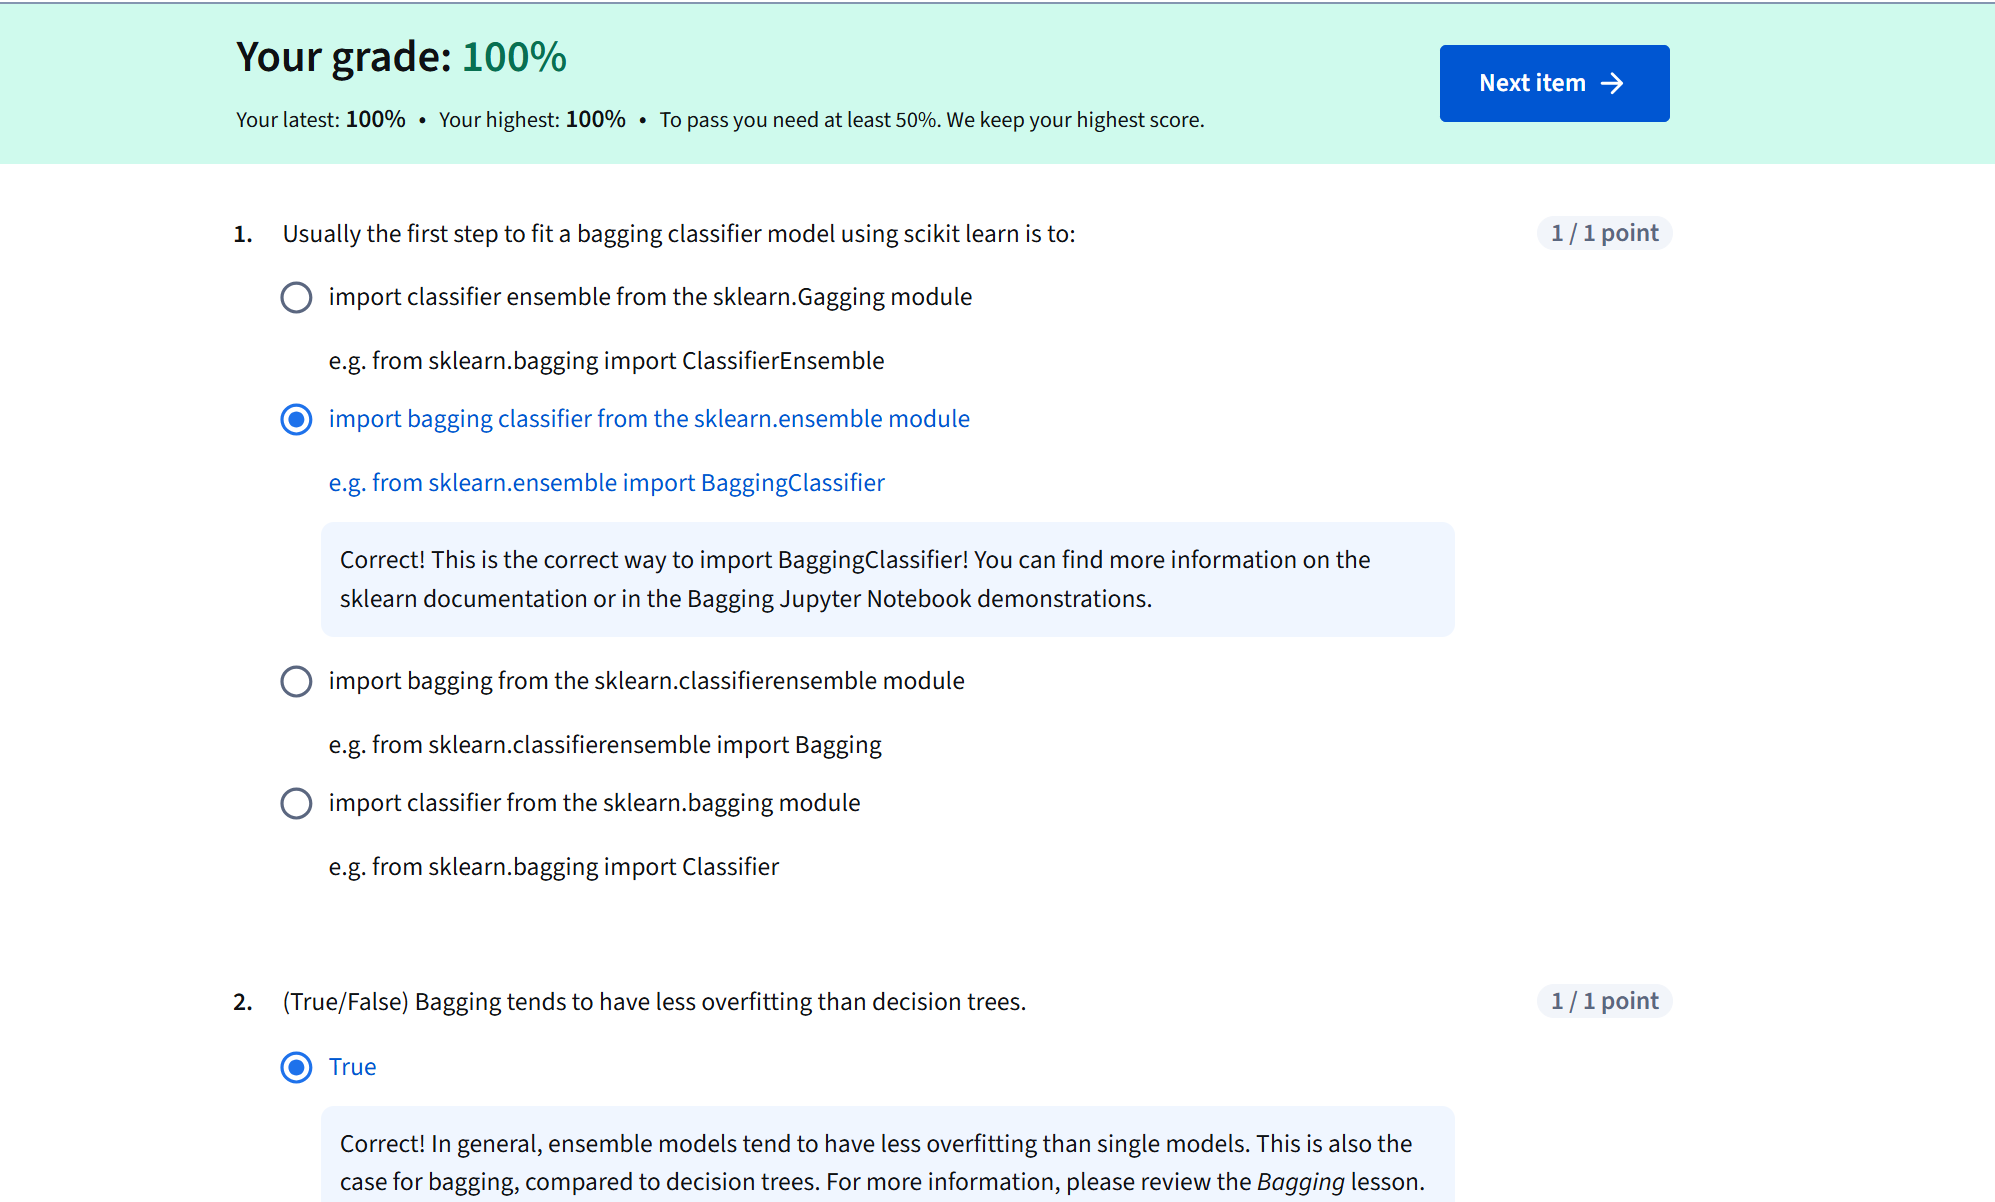 Your grade: 100%
Next item
Your latest: 100% • Your highest: 100% • To pass you need at least 50%. We keep your highest score.
1. Usually the first step to fit a bagging classifier model using scikit learn is to:
1 / 1 point
import classifier ensemble from the sklearn.Gagging module
e.g. from sklearn.bagging import ClassifierEnsemble
import bagging classifier from the sklearn.ensemble module
e.g. from sklearn.ensemble import BaggingClassifier
Correct! This is the correct way to import BaggingClassifier! You can find more information on the
sklearn documentation or in the Bagging Jupyter Notebook demonstrations.
import bagging from the sklearn.classifierensemble module
e.g. from sklearn.classifierensemble import Bagging
import classifier from the sklearn.bagging module
e.g. from sklearn.bagging import Classifier
2. (True/False) Bagging tends to have less overfitting than decision trees.
1 / 1 point
True
Correct! In general, ensemble models tend to have less overfitting than single models. This is also the
case for bagging, compared to decision trees. For more information, please review the Bagging lesson.